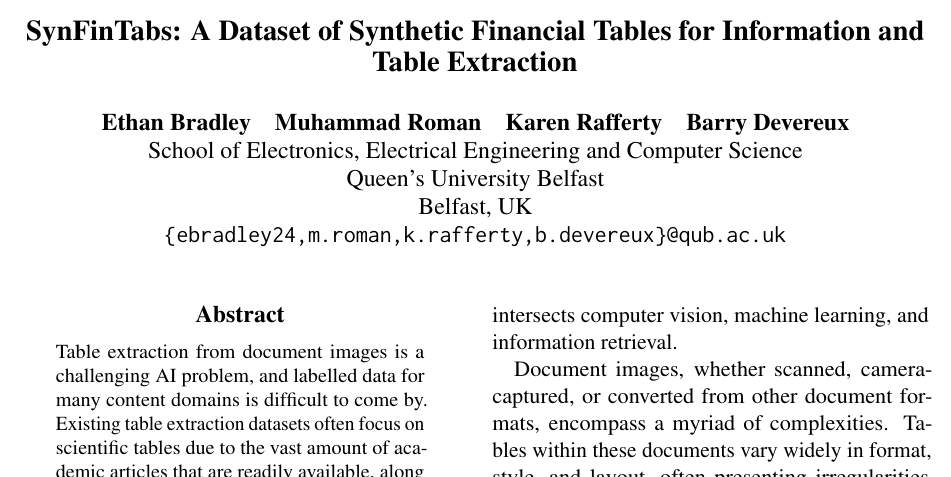 SynFinTabs: A Dataset of Synthetic Financial Tables for Information and
Table Extraction
Ethan Bradley Muhammad Roman Karen Rafferty Barry Devereux
School of Electronics, Electrical Engineering and Computer Science
Queen's University Belfast
Belfast, UK
{ebradley24,m.roman,k.rafferty,b.devereux}@qub.ac.uk
Abstract
Table extraction from document images is a
challenging AI problem, and labelled data for
many content domains is difficult to come by.
Existing table extraction datasets often focus on
scientific tables due to the vast amount of aca-
demic articles that are readily available, along
intersects computer vision, machine learning, and
information retrieval.
Document images, whether scanned, camera-
captured, or converted from other document for-
mats, encompass a myriad of complexities. Ta-
bles within these documents vary widely in format,
style, and layout, often presenting irregularities,